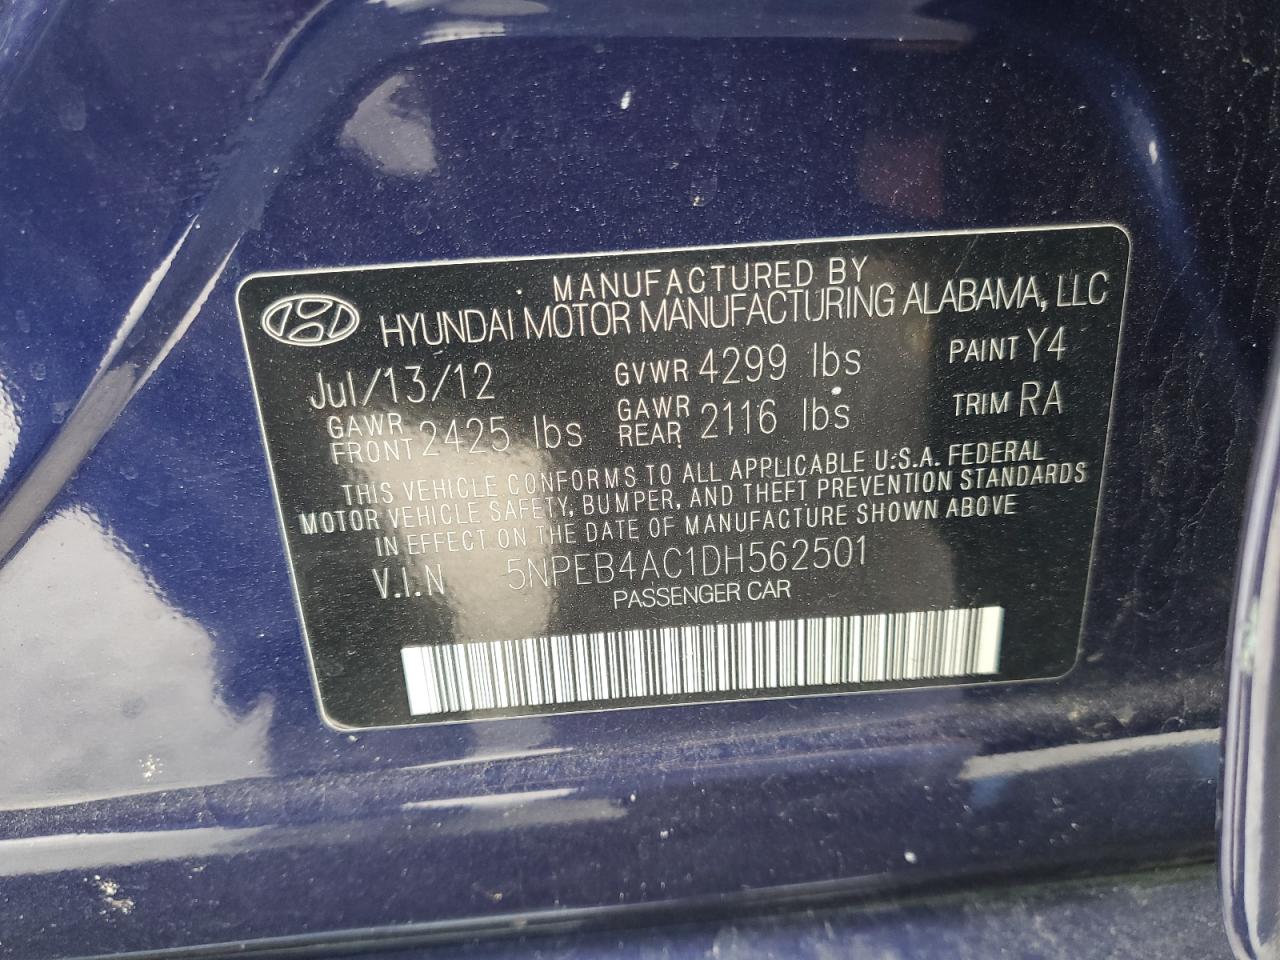 MANUFACTURED BY
HYUNDAI MOTOR MANUFACTURING ALABAMA, LLC
Jul/13/12 GVWR 4299 lbs PAINT Y4
GAWR FRONT 2425 lbs GAWR REAR 2116 lbs TRIM RA
THIS VEHICLE CONFORMS TO ALL APPLICABLE U.S.A. FEDERAL
MOTOR VEHICLE SAFETY, BUMPER, AND THEFT PREVENTION STANDARDS
IN EFFECT ON THE DATE OF MANUFACTURE SHOWN ABOVE
V.I.N 5NPEB4AC1DH562501
PASSENGER CAR